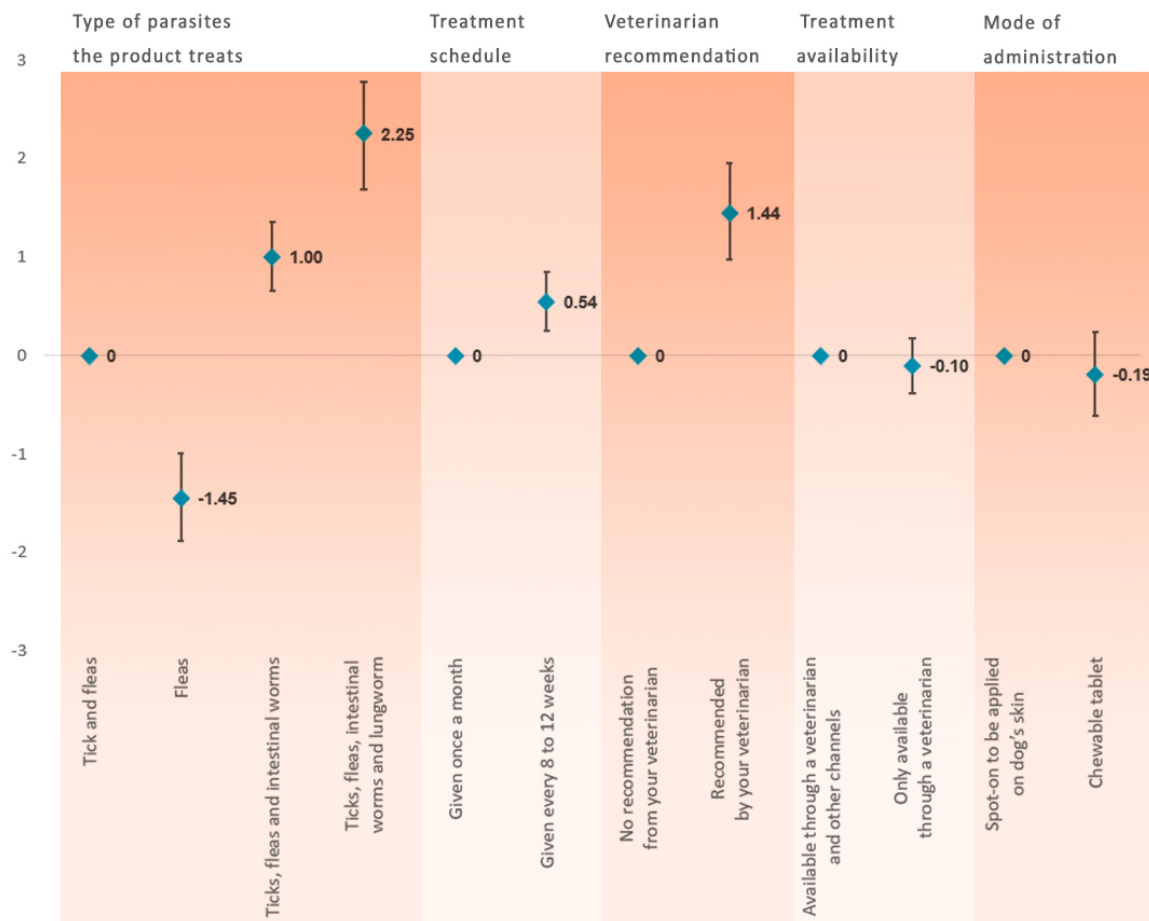 Type of parasites
the product treats
Treatment
schedule
Veterinarian
recommendation
Treatment
availability
Mode of
administration
3
2
1
0
-1
-2
-3
0
-1.45
1.00
2.25
0
0.54
0
1.44
0
-0.10
0
-0.19
Tick and fleas
Fleas
Ticks, fleas and intestinal worms
Ticks, fleas, intestinal
worms and lungworm
Given once a month
Given every 8 to 12 weeks
No recommendation
from your veterinarian
Recommended
by your veterinarian
Available through a veterinarian
and other channels
Only available
through a veterinarian
Spot-on to be applied
on dog's skin
Chewable tablet